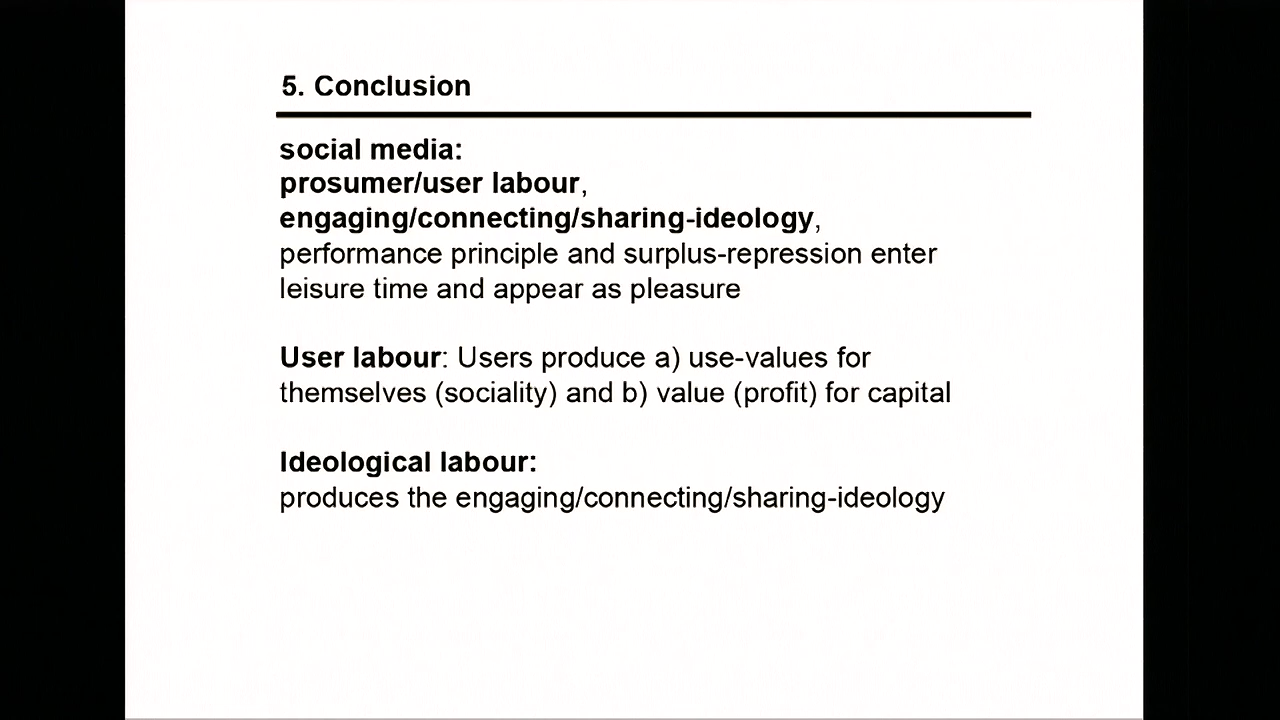 5. Conclusion
social media:
prosumer/user labour,
engaging/connecting/sharing-ideology,
performance principle and surplus-repression enter
leisure time and appear as pleasure
User labour: Users produce a) use-values for
themselves (sociality) and b) value (profit) for capital
Ideological labour:
produces the engaging/connecting/sharing-ideology